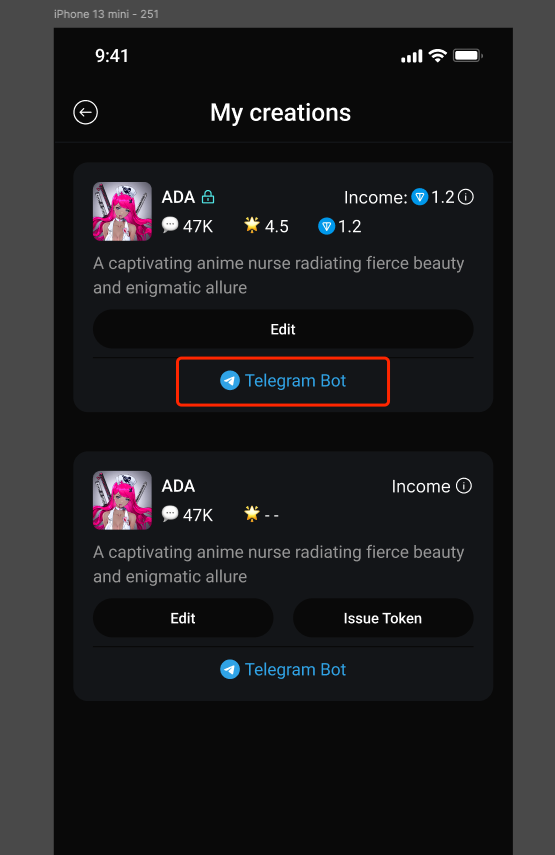 iPhone 13 mini - 251
9:41
My creations
ADA
Income: 1.2
47K 4.5 1.2
A captivating anime nurse radiating fierce beauty
and enigmatic allure
Edit
Telegram Bot
ADA
Income
47K - -
A captivating anime nurse radiating fierce beauty
and enigmatic allure
Edit
Issue Token
Telegram Bot